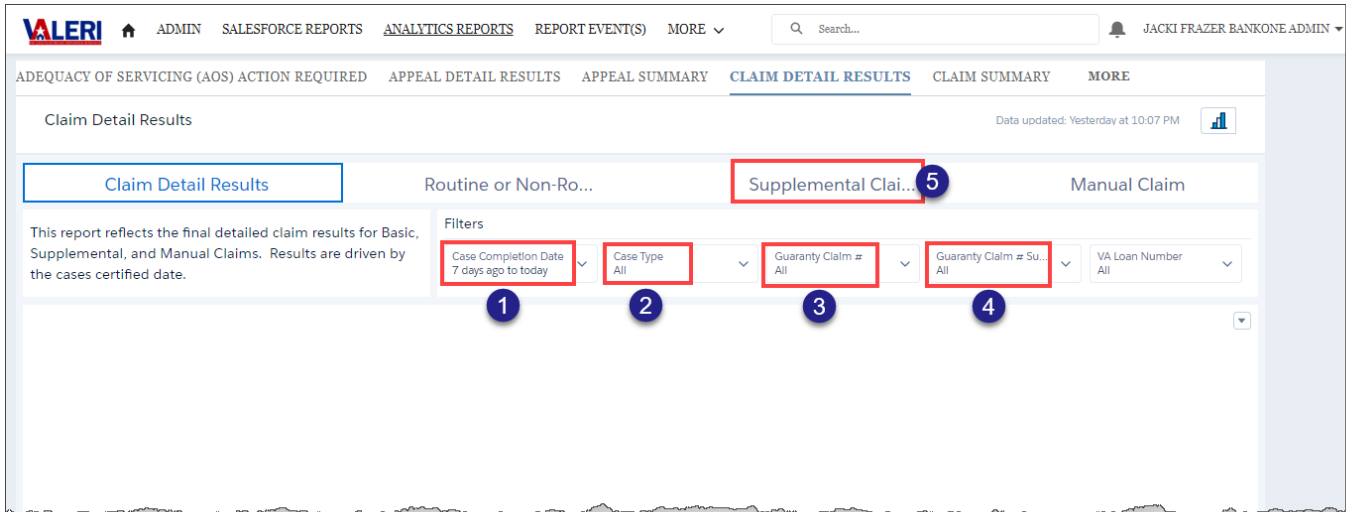 VALERI ADMIN SALESFORCE REPORTS ANALYTICS REPORTS REPORT EVENT(S) MORE Search... JACKI FRAZER BANKONE ADMIN
ADEQUACY OF SERVICING (AOS) ACTION REQUIRED APPEAL DETAIL RESULTS APPEAL SUMMARY CLAIM DETAIL RESULTS CLAIM SUMMARY MORE
Claim Detail Results Data updated: Yesterday at 10:07 PM
Claim Detail Results Routine or Non-Ro... Supplemental Clai... 5 Manual Claim
This report reflects the final detailed claim results for Basic,
Supplemental, and Manual Claims. Results are driven by
the cases certified date.
Filters
Case Completion Date Case Type Guaranty Claim # Guaranty Claim # Su... VA Loan Number
7 days ago to today All All All All
1 2 3 4